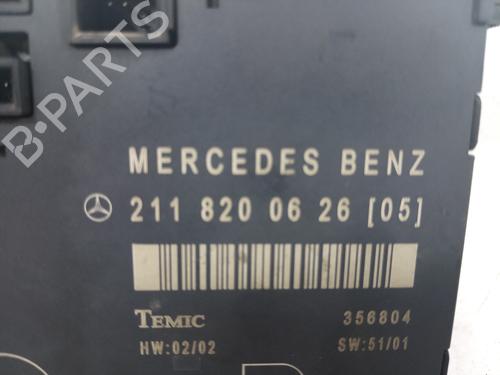 B-PARTS
MERCEDES BENZ
211 820 06 26 [05]
TEMIC 356804
HW:02/02 SW:51/01